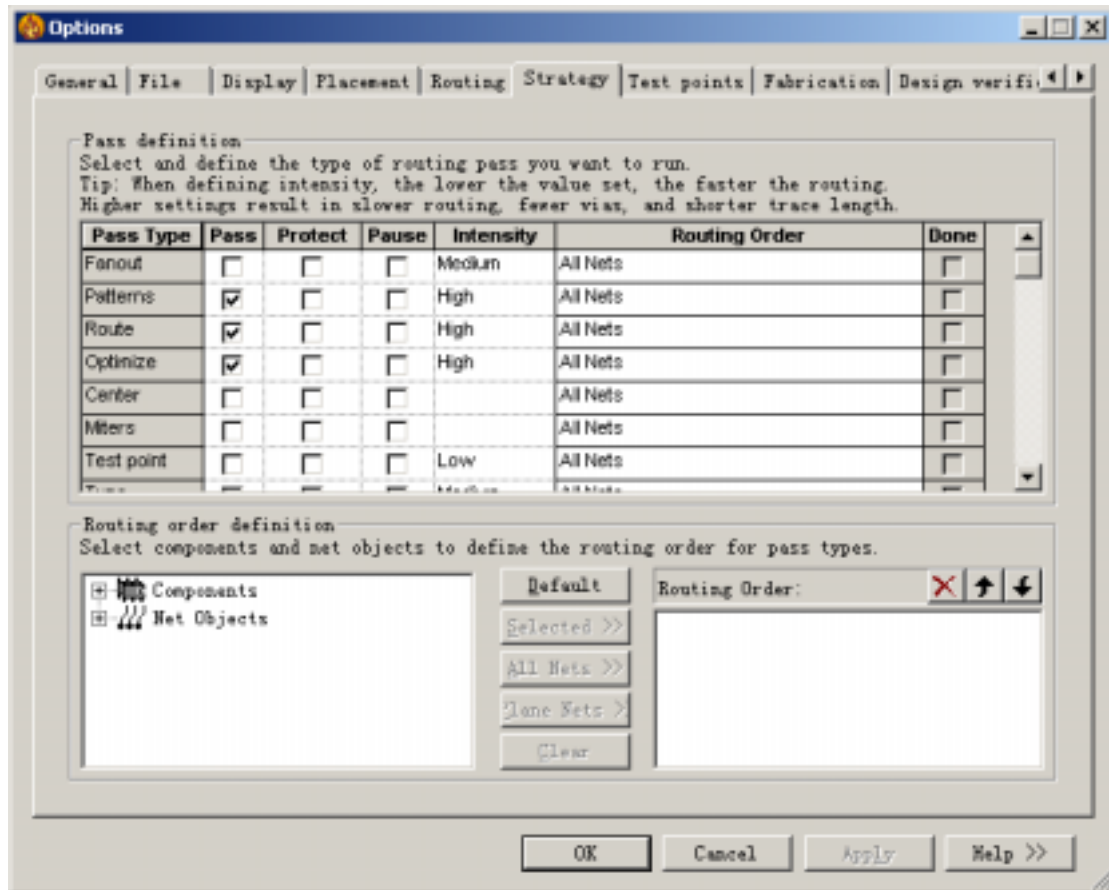 Options
General File Display Placement Routing Strategy Test points Fabrication Design verifi
Pass definition
Select and define the type of routing pass you want to run.
Tip: When defining intensity, the lower the value set, the faster the routing.
Higher settings result in slower routing, fewer vias, and shorter trace length.
Pass Type Pass Protect Pause Intensity Routing Order Done
Fanout Medium All Nets
Patterns High All Nets
Route High All Nets
Optimize High All Nets
Center All Nets
Miters All Nets
Test point Low All Nets
Routing order definition
Select components and net objects to define the routing order for pass types.
Components
Net Objects
Default
Selected >>
All Nets >>
Plane Nets >
Clear
Routing Order:
OK Cancel Apply Help >>